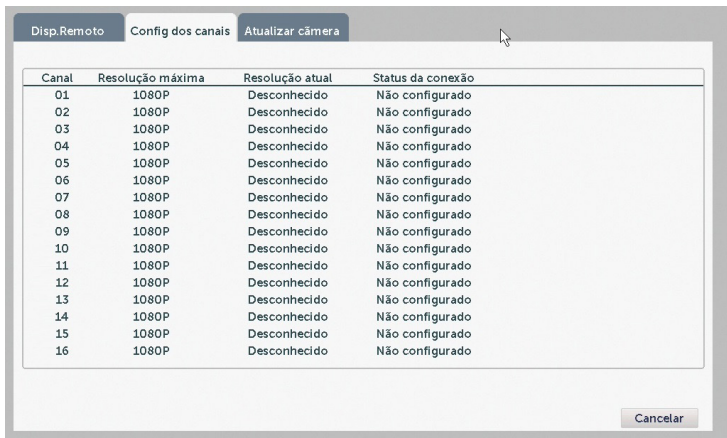 Disp.Remoto Config dos canais Atualizar cãmera
Canal Resolução máxima Resolução atual Status da conexão
01 1080P Desconhecido Não configurado
02 1080P Desconhecido Não configurado
03 1080P Desconhecido Não configurado
04 1080P Desconhecido Não configurado
05 1080P Desconhecido Não configurado
06 1080P Desconhecido Não configurado
07 1080P Desconhecido Não configurado
08 1080P Desconhecido Não configurado
09 1080P Desconhecido Não configurado
10 1080P Desconhecido Não configurado
11 1080P Desconhecido Não configurado
12 1080P Desconhecido Não configurado
13 1080P Desconhecido Não configurado
14 1080P Desconhecido Não configurado
15 1080P Desconhecido Não configurado
16 1080P Desconhecido Não configurado
Cancelar